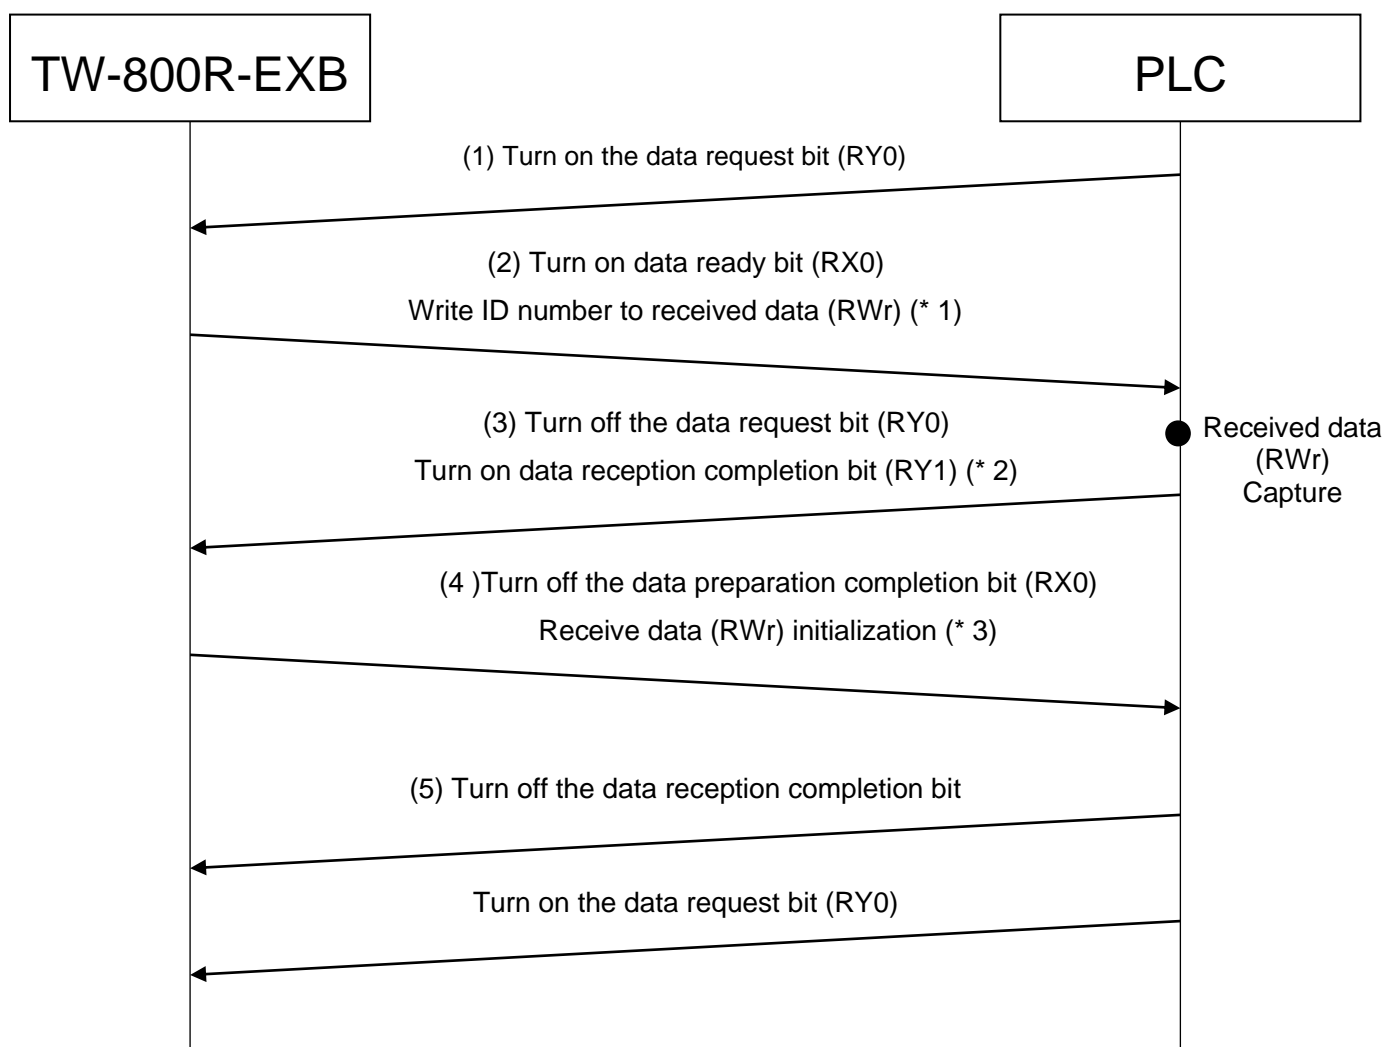 TW-800R-EXB
PLC
(1) Turn on the data request bit (RY0)
(2) Turn on data ready bit (RX0)
Write ID number to received data (RWr) (* 1)
(3) Turn off the data request bit (RY0)
Turn on data reception completion bit (RY1) (* 2)
Received data
(RWr)
Capture
(4 )Turn off the data preparation completion bit (RX0)
Receive data (RWr) initialization (* 3)
(5) Turn off the data reception completion bit
Turn on the data request bit (RY0)